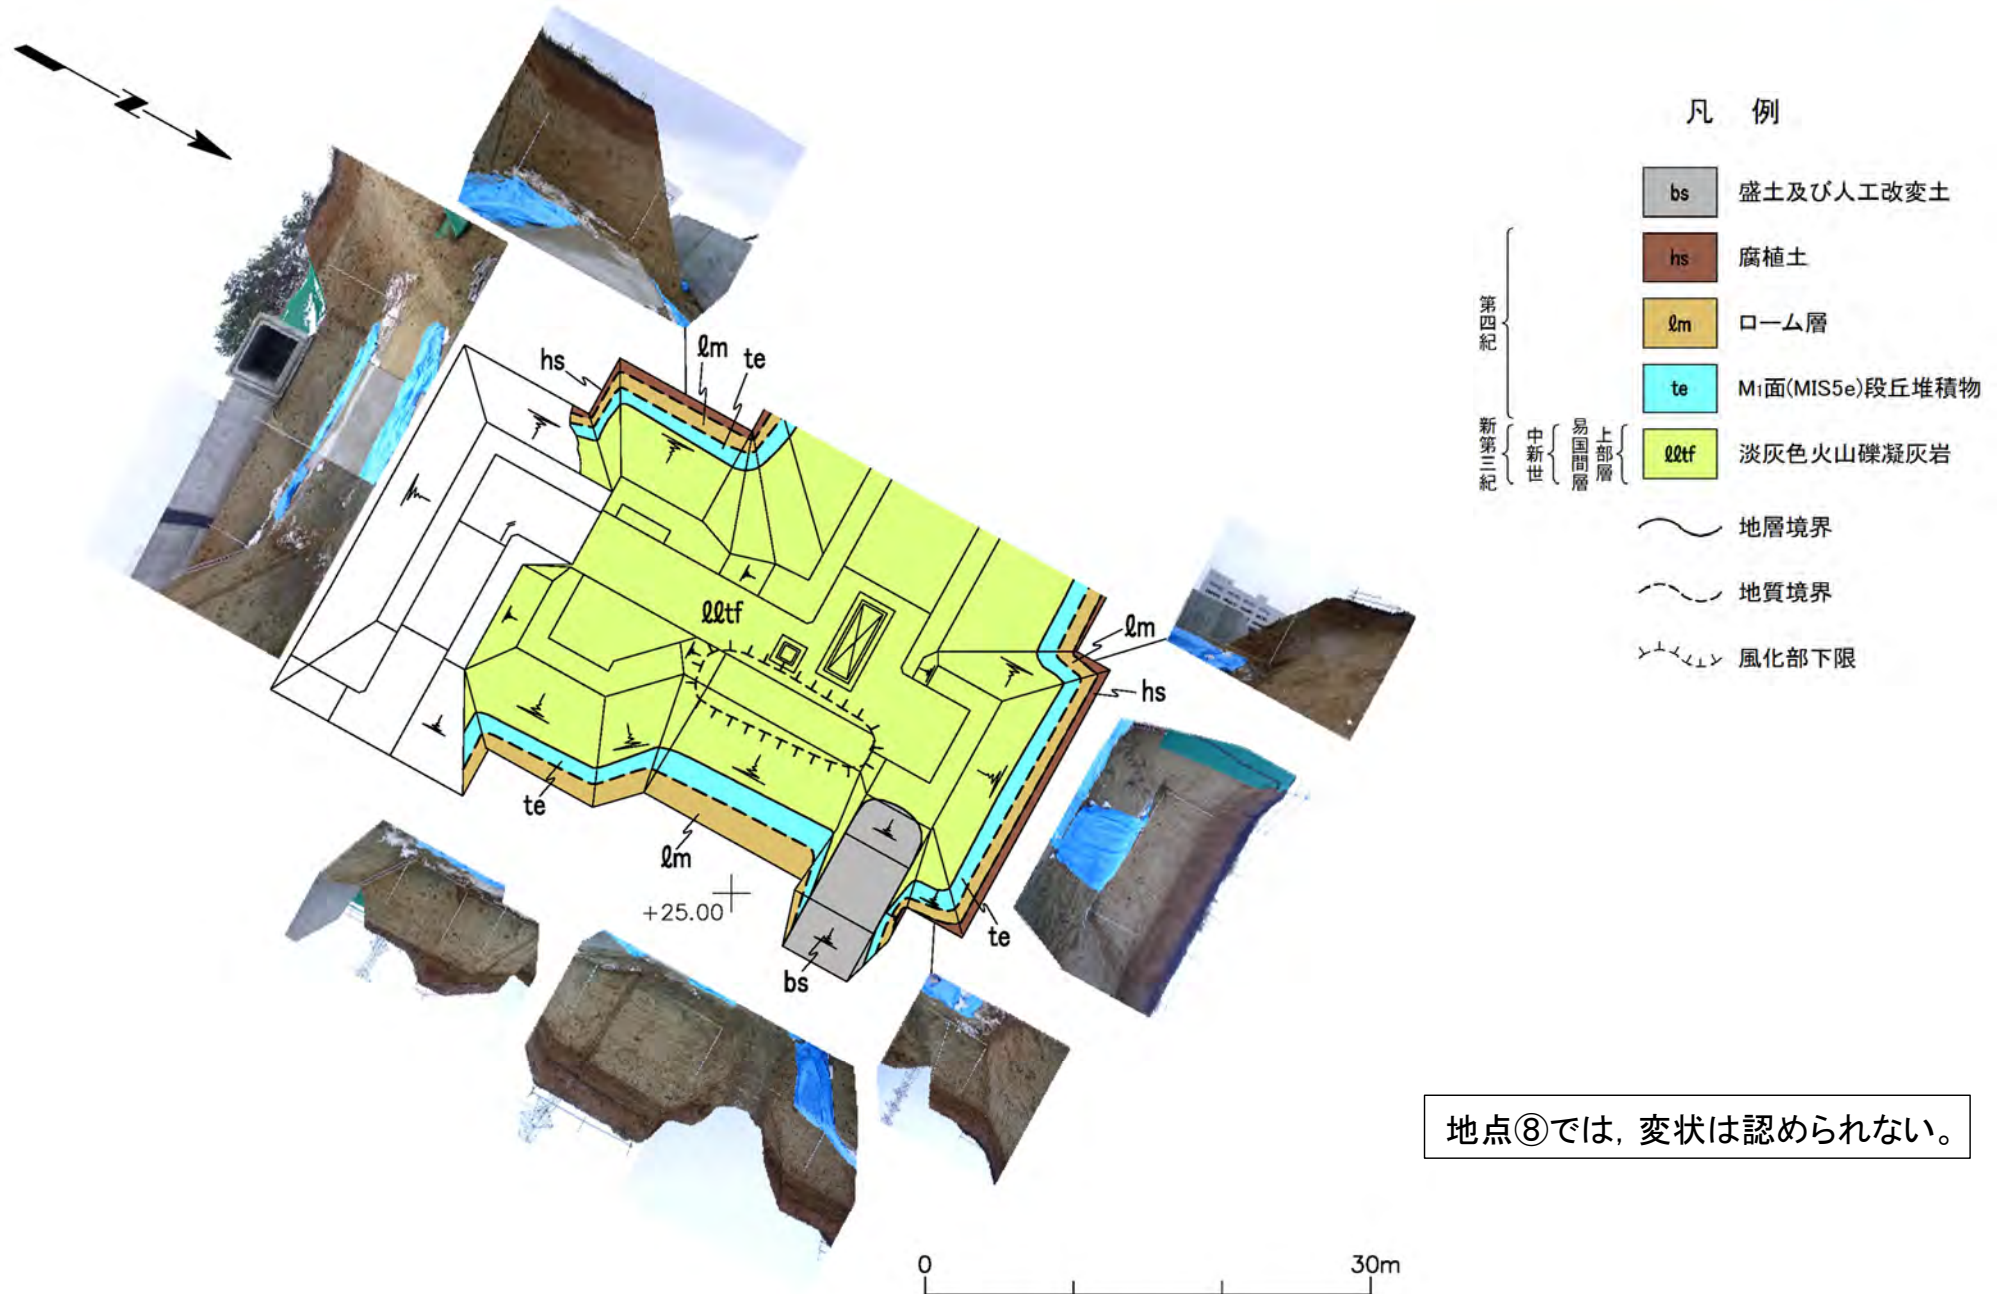 N
hs
lm
te
lltf
lm
hs
te
lm
+25.00
bs
te
凡 例
bs 盛土及び人工改変土
hs 腐植土
lm ローム層
te M1面(MIS5e)段丘堆積物
lltf 淡灰色火山礫凝灰岩
第四紀
新第三紀
中新世
易国間層
上部層
地層境界
地質境界
風化部下限
地点⑧では,変状は認められない。
0 30m